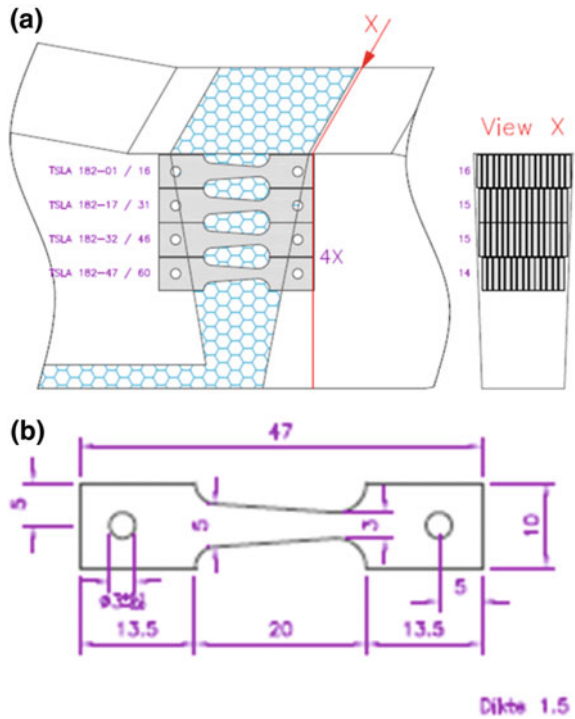 (a)
X
View X
TSLA 182-01 / 16
16
TSLA 182-17 / 31
15
TSLA 182-32 / 46
15
4X
TSLA 182-47 / 60
14
(b)
47
5
5
3
10
5
13.5
20
13.5
Dikte 1.5